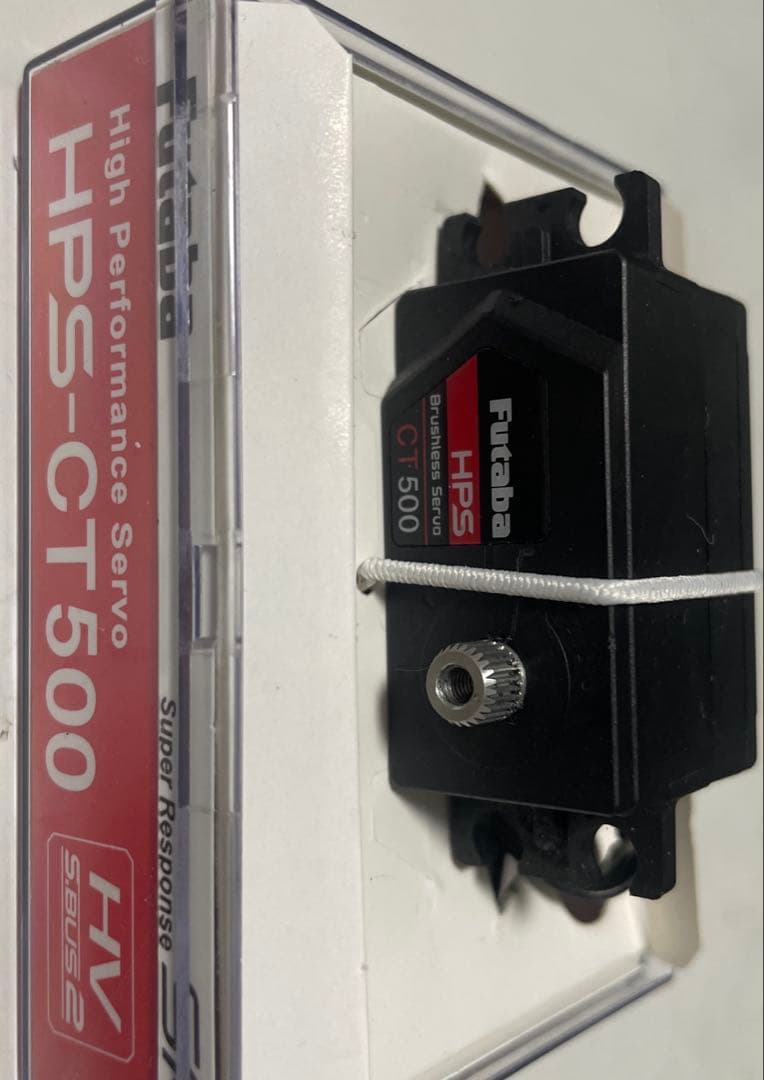 Futaba
Super Response
High Performance Servo
HPS-CT500
HV
S.BUS2
Futaba
HPS
Brushless Servo
CT500